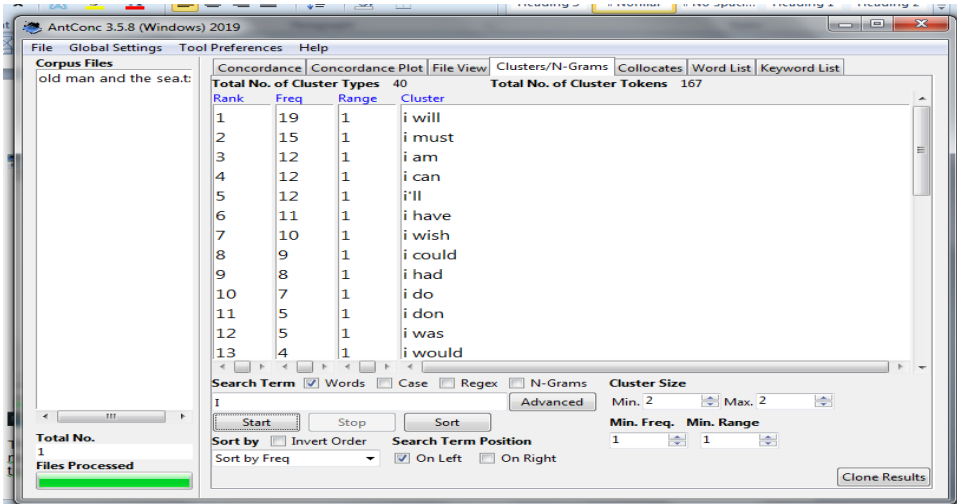 AntConc 3.5.8 (Windows) 2019
File Global Settings Tool Preferences Help
Corpus Files
old man and the sea.t
Concordance Concordance Plot File View Clusters/N-Grams Collocates Word List Keyword List
Total No. of Cluster Types 40 Total No. of Cluster Tokens 167
Rank Freq Range Cluster
1 19 1 i will
2 15 1 i must
3 12 1 i am
4 12 1 i can
5 12 1 i'll
6 11 1 i have
7 10 1 i wish
8 9 1 i could
9 8 1 i had
10 7 1 i do
11 5 1 i don
12 5 1 i was
13 4 1 i would
Search Term Words Case Regex N-Grams Cluster Size
I Advanced Min. 2 Max. 2
Start Stop Sort Min. Freq. Min. Range
Total No.
1
Files Processed
Sort by Invert Order Search Term Position 1 1
Sort by Freq On Left On Right
Clone Results